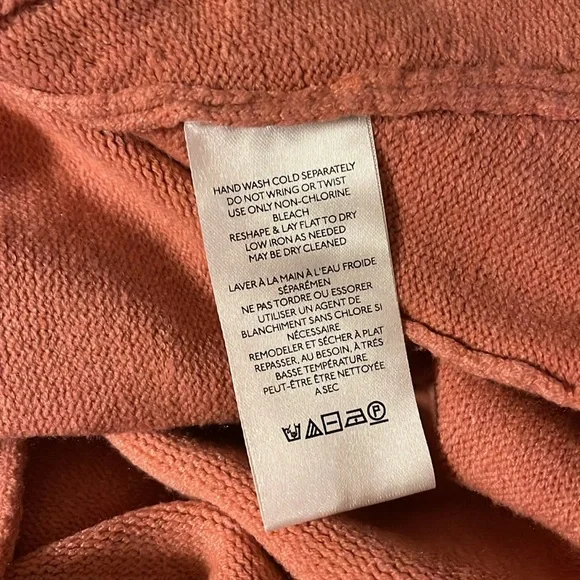 HAND WASH COLD SEPARATELY
DO NOT WRING OR TWIST
USE ONLY NON-CHLORINE
BLEACH
RESHAPE & LAY FLAT TO DRY
LOW IRON AS NEEDED
MAY BE DRY CLEANED
LAVER À LA MAIN À L'EAU FROIDE
SÉPARÉMEN
NE PAS TORDRE OU ESSORER
UTILISER UN AGENT DE
BLANCHIMENT SANS CHLORE SI
NÉCESSAIRE
REMODELER ET SÉCHER À PLAT
REPASSER, AU BESOIN, À TRÉS
BASSE TEMPÉRATURE
PEUT-ÊTRE ÊTRE NETTOYÉE
A SEC
P